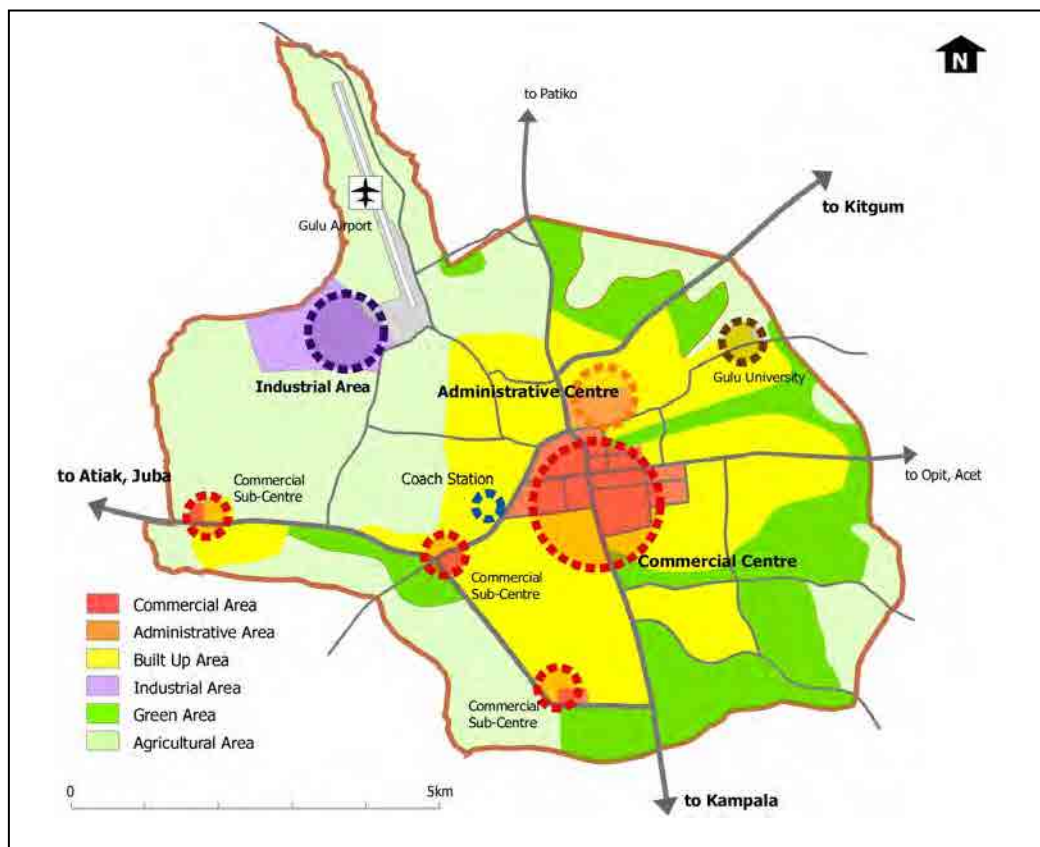 N
to Patiko
to Kitgum
Gulu Airport
Industrial Area
Administrative Centre
Gulu University
to Atiak, Juba
Commercial
Sub-Centre
Coach Station
to Opit, Acet
Commercial Centre
Commercial
Sub-Centre
Commercial
Sub-Centre
Commercial Area
Administrative Area
Built Up Area
Industrial Area
Green Area
Agricultural Area
0
5km
to Kampala